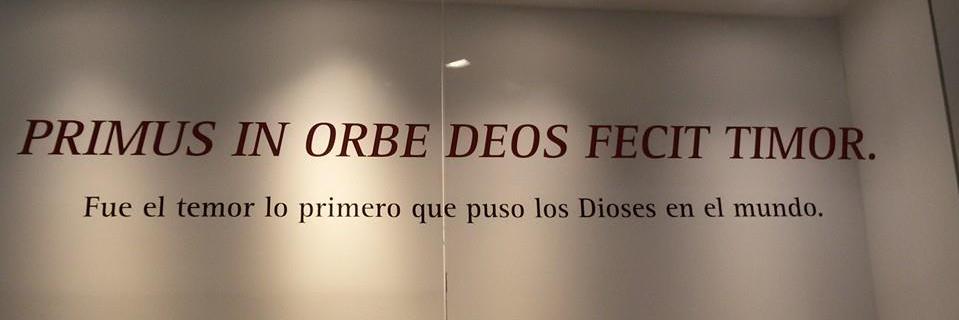 PRIMUS IN ORBE DEOS FECIT TIMOR.
Fue el temor lo primero que puso los Dioses en el mundo.